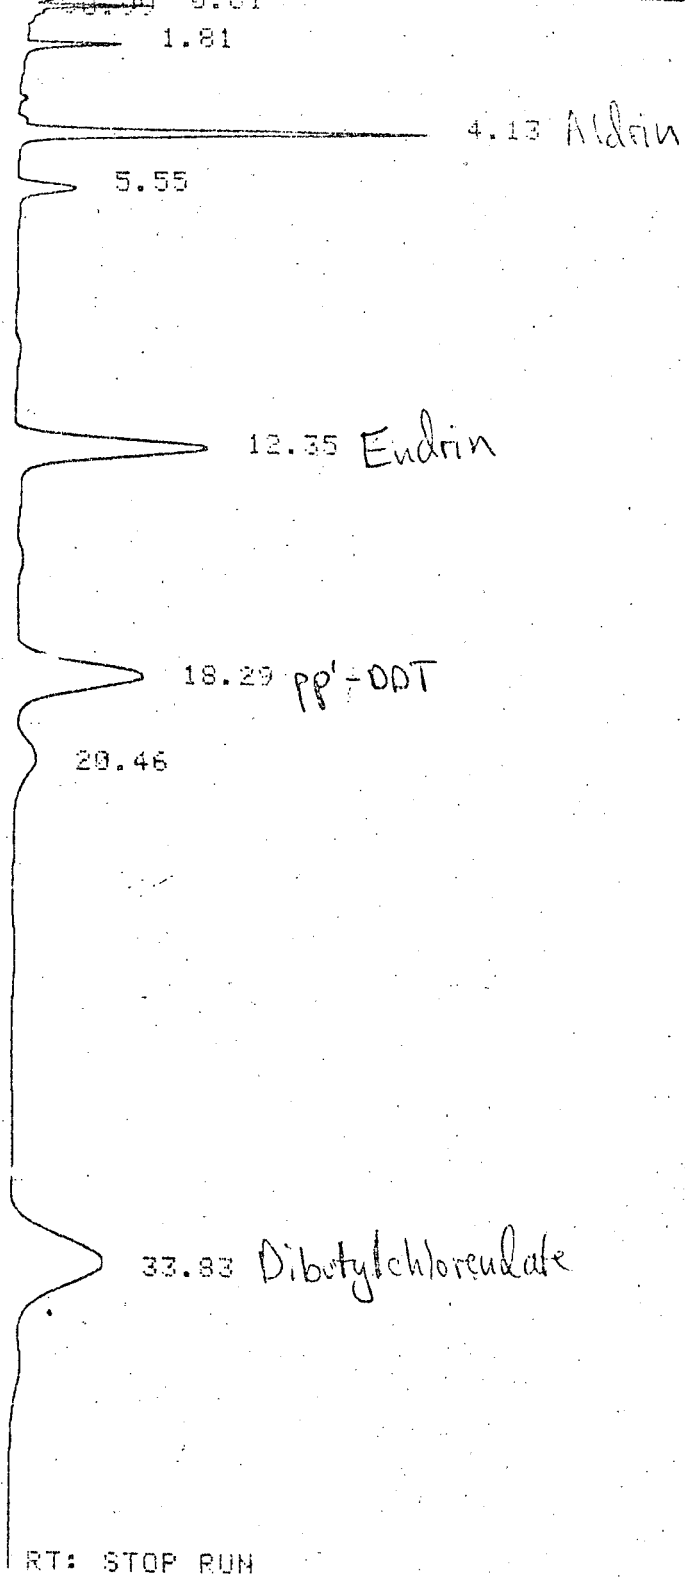 1.81
4.13 Aldrin
5.55
12.35 Endrin
18.29 pp'-DDT
20.46
33.83 Dibutylchlorendate
RT: STOP RUN